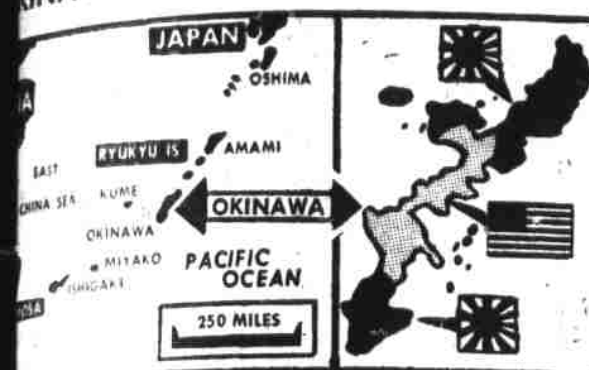 JAPAN
OSHIMA
RYUKYU IS
AMAMI
EAST
CHINA SEA
KUME
OKINAWA
OKINAWA
MIYAKO
ISHIGAKI
PACIFIC
OCEAN
250 MILES